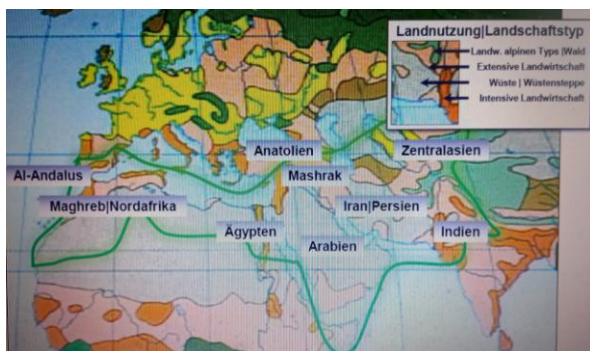 Landnutzung|Landschaftstyp
Landw. alpinen Typs |Wald
Extensive Landwirtschaft
Wüste | Wüstensteppe
Intensive Landwirtschaft
Anatolien
Zentralasien
Al-Andalus
Mashrak
Maghreb|Nordafrika
Iran|Persien
Ägypten
Indien
Arabien